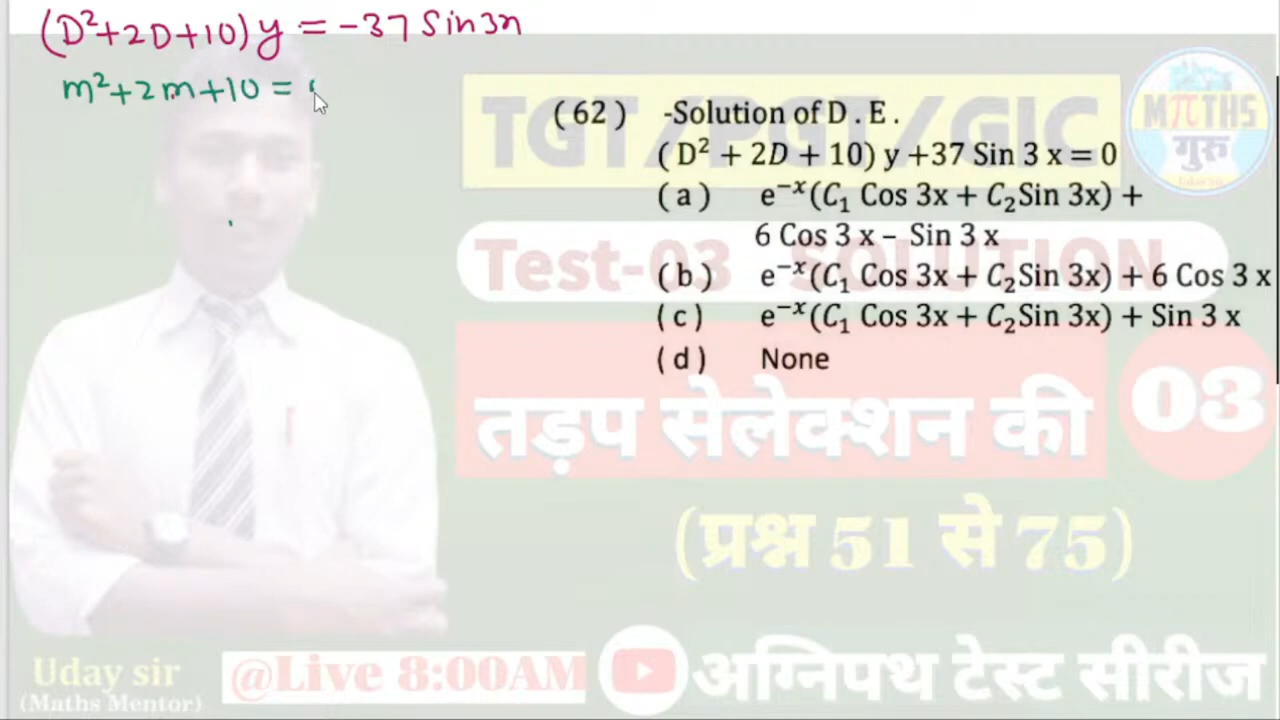 (D²+2D+10)y = -37 Sin3x
m²+2m+10 =
TGT/PGT/GIC
MπTHS
गुरु
Uday Sir
(62) -Solution of D.E.
(D² + 2D + 10) y +37 Sin 3 x = 0
(a) e⁻ˣ(C₁ Cos 3x + C₂Sin 3x) +
6 Cos 3 x – Sin 3 x
(b) e⁻ˣ(C₁ Cos 3x + C₂Sin 3x) + 6 Cos 3 x
(c) e⁻ˣ(C₁ Cos 3x + C₂Sin 3x) + Sin 3 x
(d) None
Test-03 SOLUTION
तड़प सेलेक्शन की 03
(प्रश्न 51 से 75)
Uday sir
(Maths Mentor)
@Live 8:00AM
अग्निपथ टेस्ट सीरीज